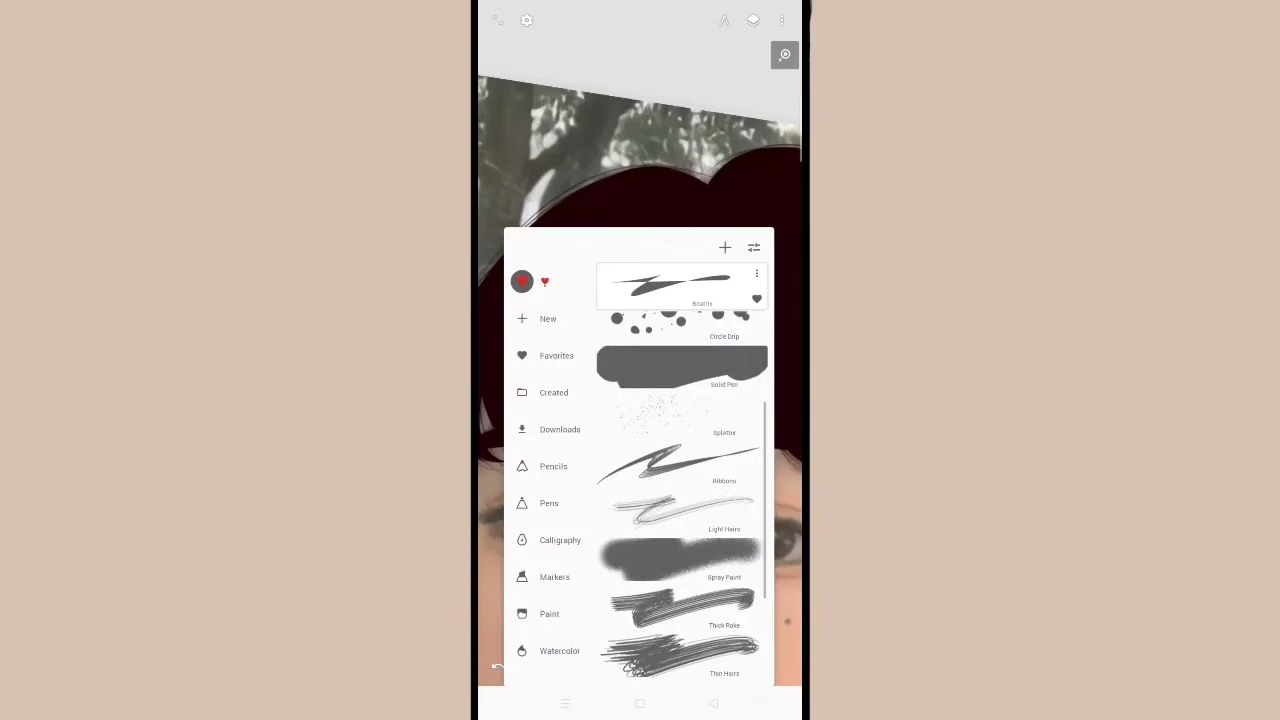 Beatrix
New
Circle Drip
Favorites
Solid Pen
Created
Downloads
Splatter
Pencils
Ribbons
Pens
Light Hairs
Calligraphy
Markers
Spray Paint
Paint
Thick Rake
Watercolor
Thin Hairs